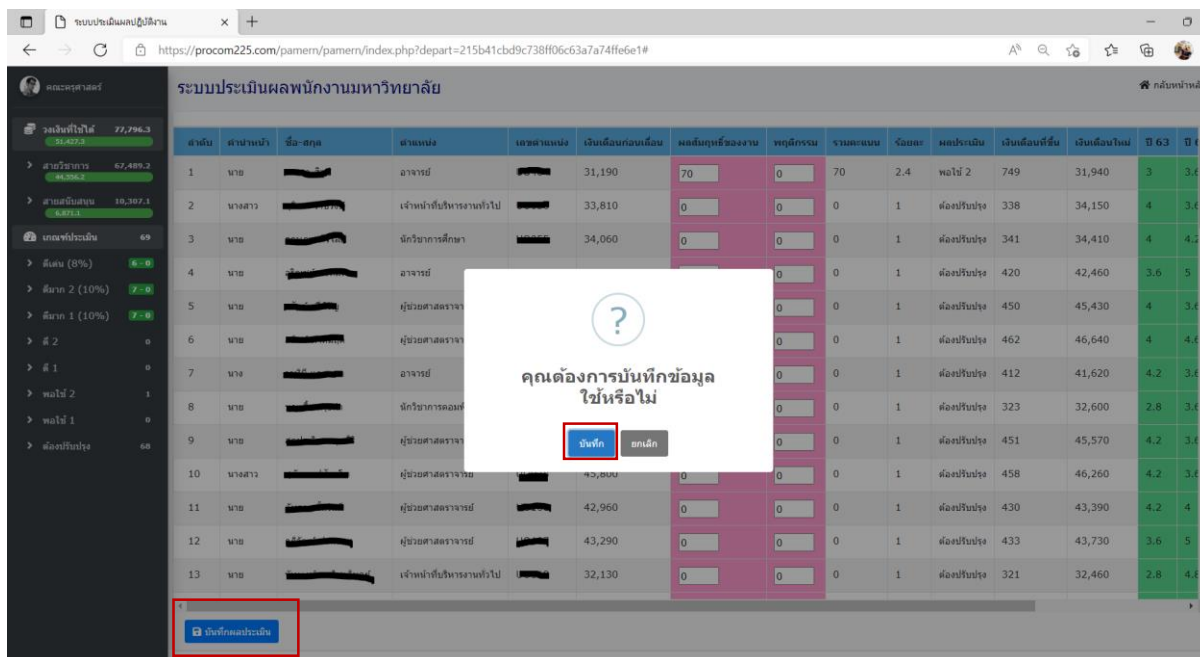 ระบบประเมินผลปฏิบัติงาน
https://procom225.com/pamern/pamern/index.php?depart=215b41cbd9c738ff06c63a7a74ffe6e1#
คณะครุศาสตร์
ระบบประเมินผลพนักงานมหาวิทยาลัย
กลับหน้าหลั
วงเงินที่ใช้ได้ 77,796.3
51,427.3
สายวิชาการ 67,489.2
44,556.2
สายสนับสนุน 10,307.1
6,871.1
เกณฑ์ประเมิน 69
ดีเด่น (8%) 6 - 0
ดีมาก 2 (10%) 7 - 0
ดีมาก 1 (10%) 7 - 0
ดี 2 0
ดี 1 0
พอใช้ 2 1
พอใช้ 1 0
ต้องปรับปรุง 68
ลำดับ คำนำหน้า ชื่อ-สกุล ตำแหน่ง เลขตำแหน่ง เงินเดือนก่อนเลื่อน ผลสัมฤทธิ์ของงาน พฤติกรรม รวมคะแนน ร้อยละ ผลประเมิน เงินเดือนที่ขึ้น เงินเดือนใหม่ ปี 63
1 นาย อาจารย์ 31,190 70 0 70 2.4 พอใช้ 2 749 31,940 3
2 นางสาว เจ้าหน้าที่บริหารงานทั่วไป 33,810 0 0 0 1 ต้องปรับปรุง 338 34,150 4
3 นาย นักวิชาการศึกษา 34,060 0 0 0 1 ต้องปรับปรุง 341 34,410 4
4 นาย อาจารย์ 0 0 1 ต้องปรับปรุง 420 42,460 3.6 5
5 นาย ผู้ช่วยศาสตราจา 0 0 1 ต้องปรับปรุง 450 45,430 4
6 นาย ผู้ช่วยศาสตราจา 0 0 1 ต้องปรับปรุง 462 46,640 4
7 นาง อาจารย์ 0 0 1 ต้องปรับปรุง 412 41,620 4.2
8 นาย นักวิชาการคอมพิ 0 0 1 ต้องปรับปรุง 323 32,600 2.8
9 นาย ผู้ช่วยศาสตราจา 0 0 1 ต้องปรับปรุง 451 45,570 4.2
10 นางสาว ผู้ช่วยศาสตราจารย์ 45,800 0 0 0 1 ต้องปรับปรุง 458 46,260 4.2
11 นาย ผู้ช่วยศาสตราจารย์ 42,960 0 0 0 1 ต้องปรับปรุง 430 43,390 4.2 4
12 นาย ผู้ช่วยศาสตราจารย์ 43,290 0 0 0 1 ต้องปรับปรุง 433 43,730 3.6 5
13 นาย เจ้าหน้าที่บริหารงานทั่วไป 32,130 0 0 0 1 ต้องปรับปรุง 321 32,460 2.8
?
คุณต้องการบันทึกข้อมูล
ใช้หรือไม่
บันทึก ยกเลิก
บันทึกผลประเมิน